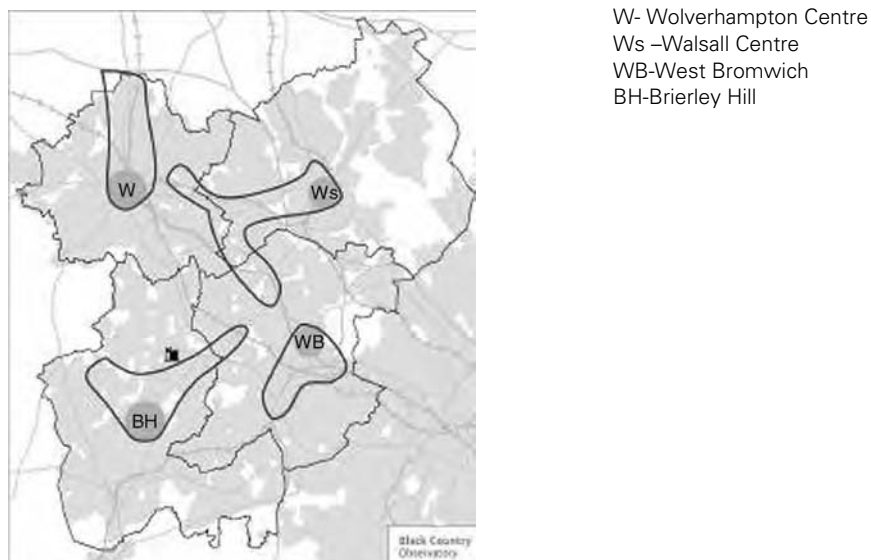 W- Wolverhampton Centre
Ws –Walsall Centre
WB-West Bromwich
BH-Brierley Hill
W
Ws
WB
BH
Black Country
Observatory